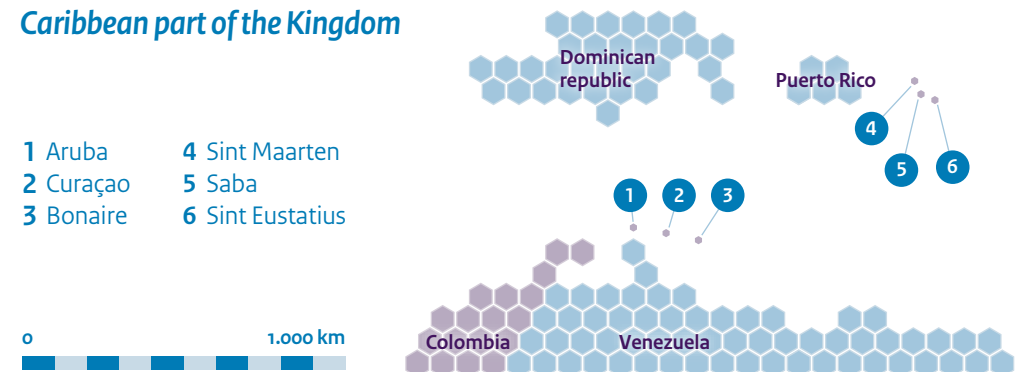 Caribbean part of the Kingdom
1 Aruba
2 Curaçao
3 Bonaire
4 Sint Maarten
5 Saba
6 Sint Eustatius
0 1.000 km
Dominican
republic
Puerto Rico
4
5
6
1
2
3
Colombia
Venezuela